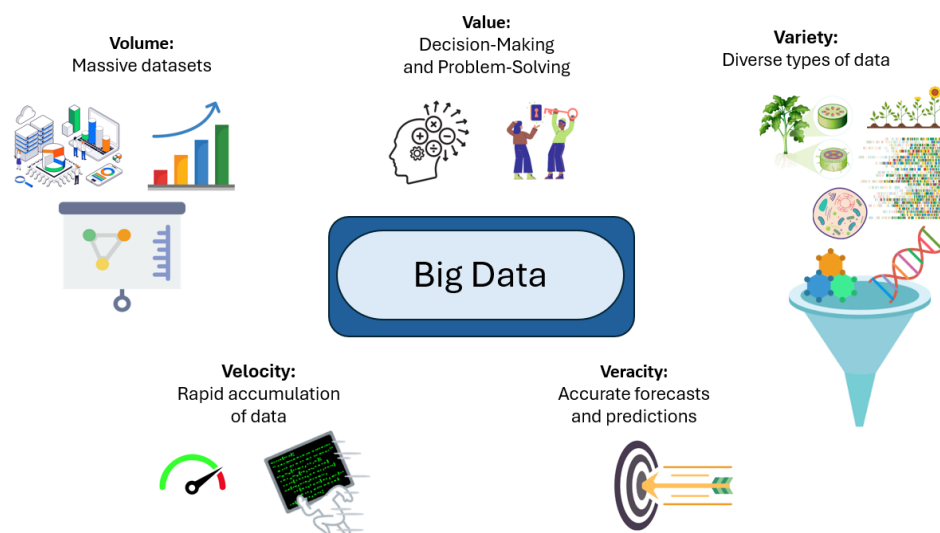 Volume:
Massive datasets
Value:
Decision-Making
and Problem-Solving
Variety:
Diverse types of data
Big Data
Velocity:
Rapid accumulation
of data
Veracity:
Accurate forecasts
and predictions